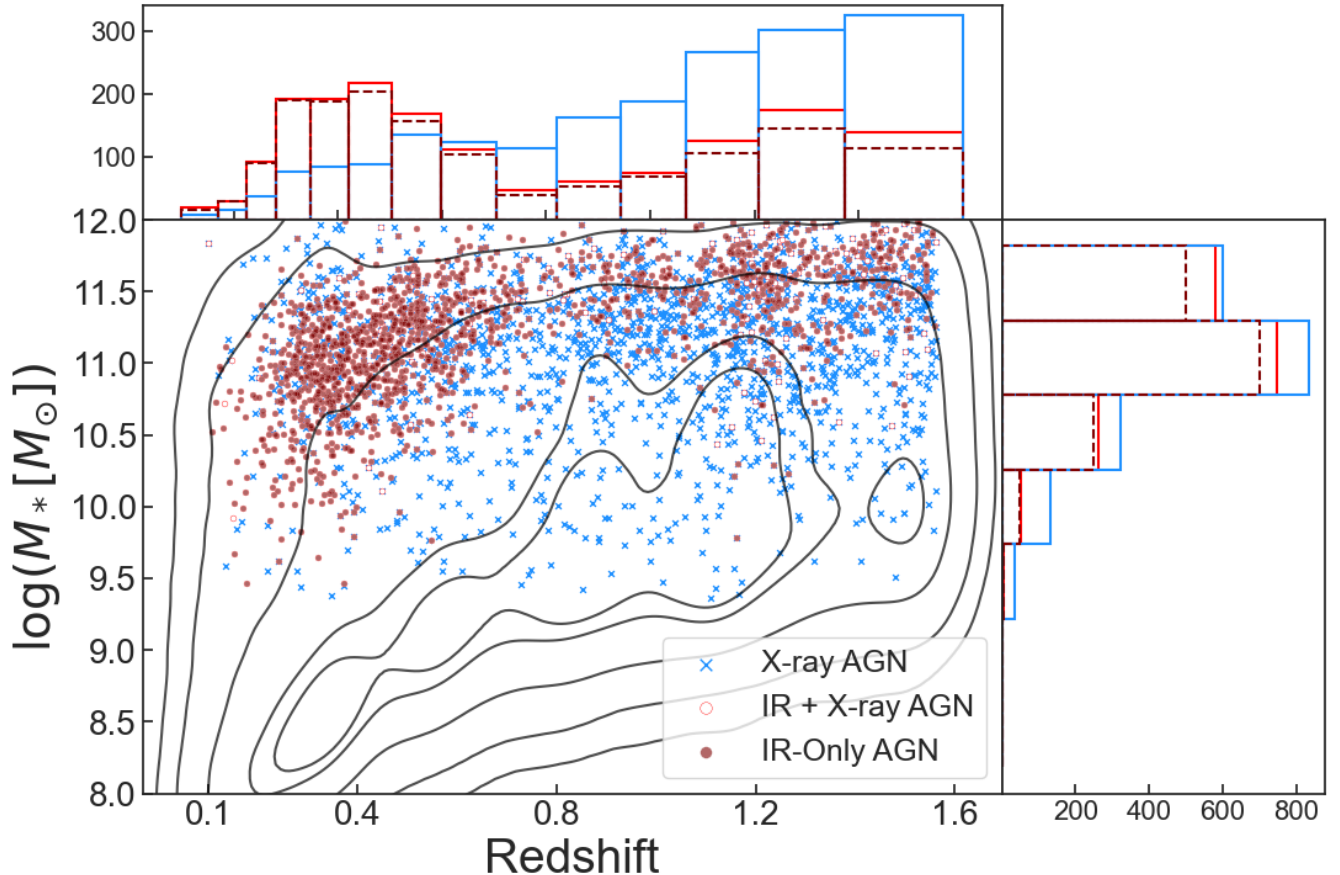 300
200
100
12.0
11.5
11.0
10.5
10.0
9.5
9.0
8.5
8.0
log(M*[M⊙])
X-ray AGN
IR + X-ray AGN
IR-Only AGN
0.1 0.4 0.8 1.2 1.6
200 400 600 800
Redshift